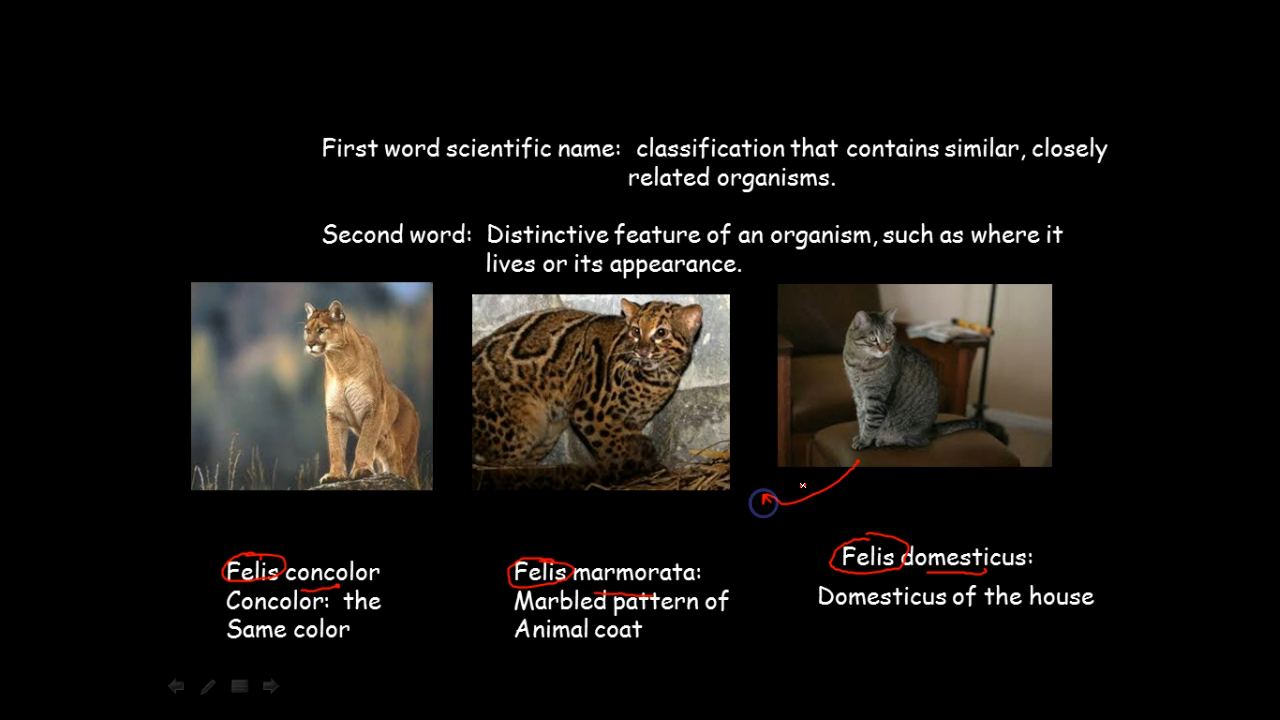 First word scientific name: classification that contains similar, closely
related organisms.
Second word: Distinctive feature of an organism, such as where it
lives or its appearance.
Felis concolor
Concolor: the
Same color
Felis marmorata:
Marbled pattern of
Animal coat
Felis domesticus:
Domesticus of the house